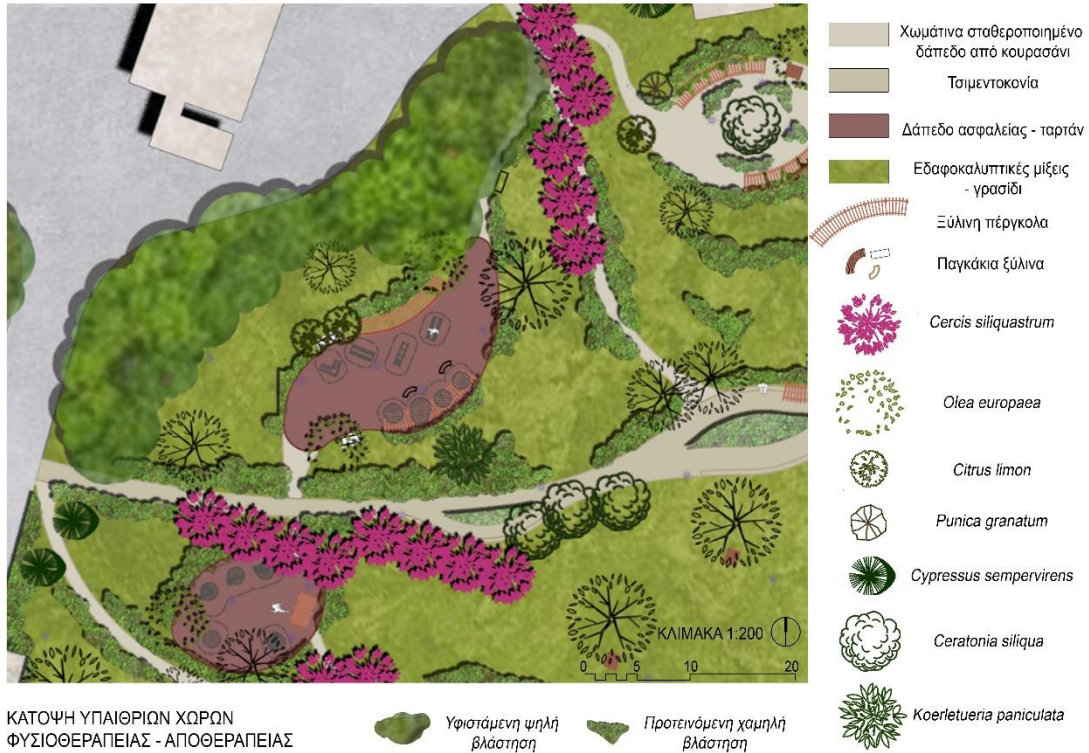 Χωμάτινα σταθεροποιημένο
δάπεδο από κουρασάνι
Τσιμεντοκονία
Δάπεδο ασφαλείας - ταρτάν
Εδαφοκαλυπτικές μίξεις
- γρασίδι
Ξύλινη πέργκολα
Παγκάκια ξύλινα
Cercis siliquastrum
Olea europaea
Citrus limon
Punica granatum
Cypressus sempervirens
Ceratonia siliqua
Koerletueria paniculata
ΚΛΙΜΑΚΑ 1:200
0 5 10 20
ΚΑΤΟΨΗ ΥΠΑΙΘΡΙΩΝ ΧΩΡΩΝ
ΦΥΣΙΟΘΕΡΑΠΕΙΑΣ - ΑΠΟΘΕΡΑΠΕΙΑΣ
Υφιστάμενη ψηλή
βλάστηση
Προτεινόμενη χαμηλή
βλάστηση